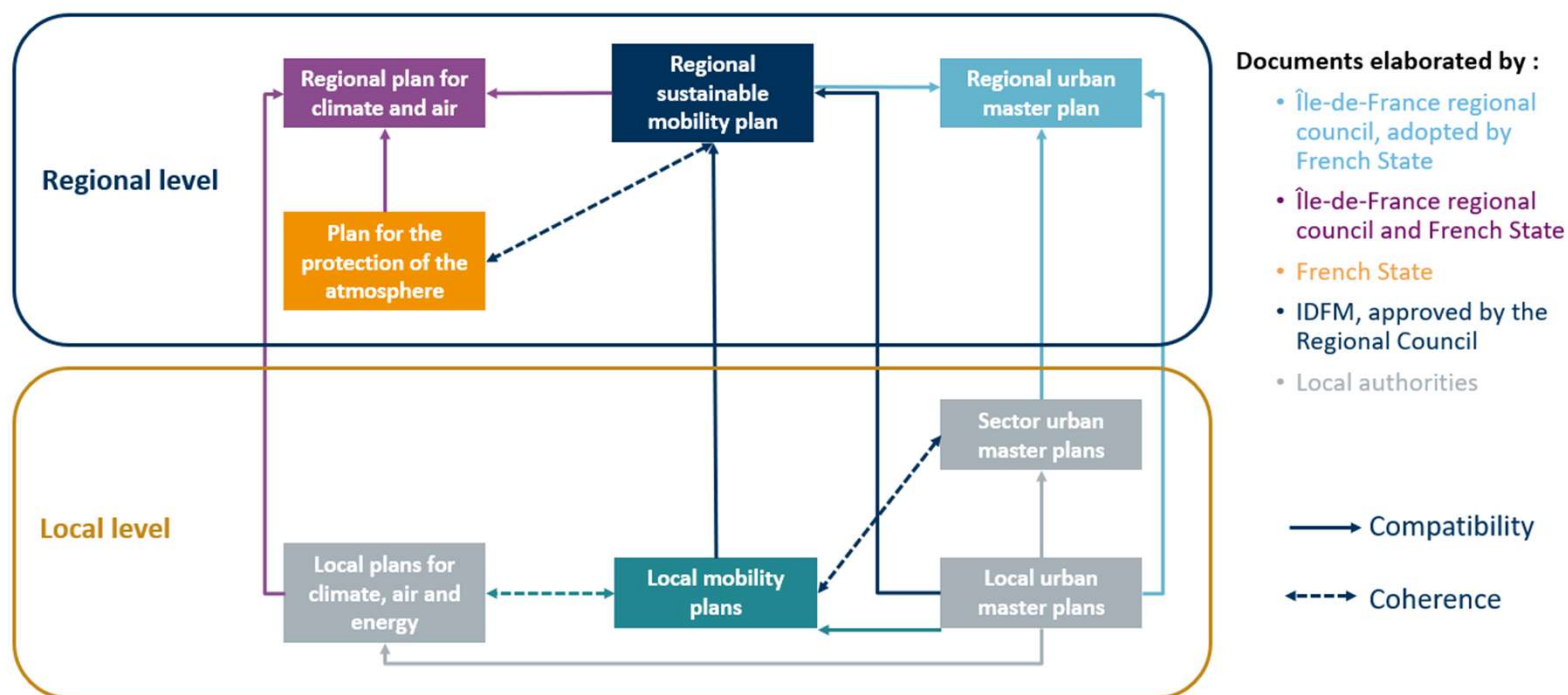 Regional level
Regional plan for
climate and air
Regional
sustainable
mobility plan
Regional urban
master plan
Plan for the
protection of the
atmosphere
Local level
Sector urban
master plans
Local plans for
climate, air and
energy
Local mobility
plans
Local urban
master plans
Documents elaborated by :
• Île-de-France regional
council, adopted by
French State
• Île-de-France regional
council and French State
• French State
• IDFM, approved by the
Regional Council
• Local authorities
Compatibility
Coherence